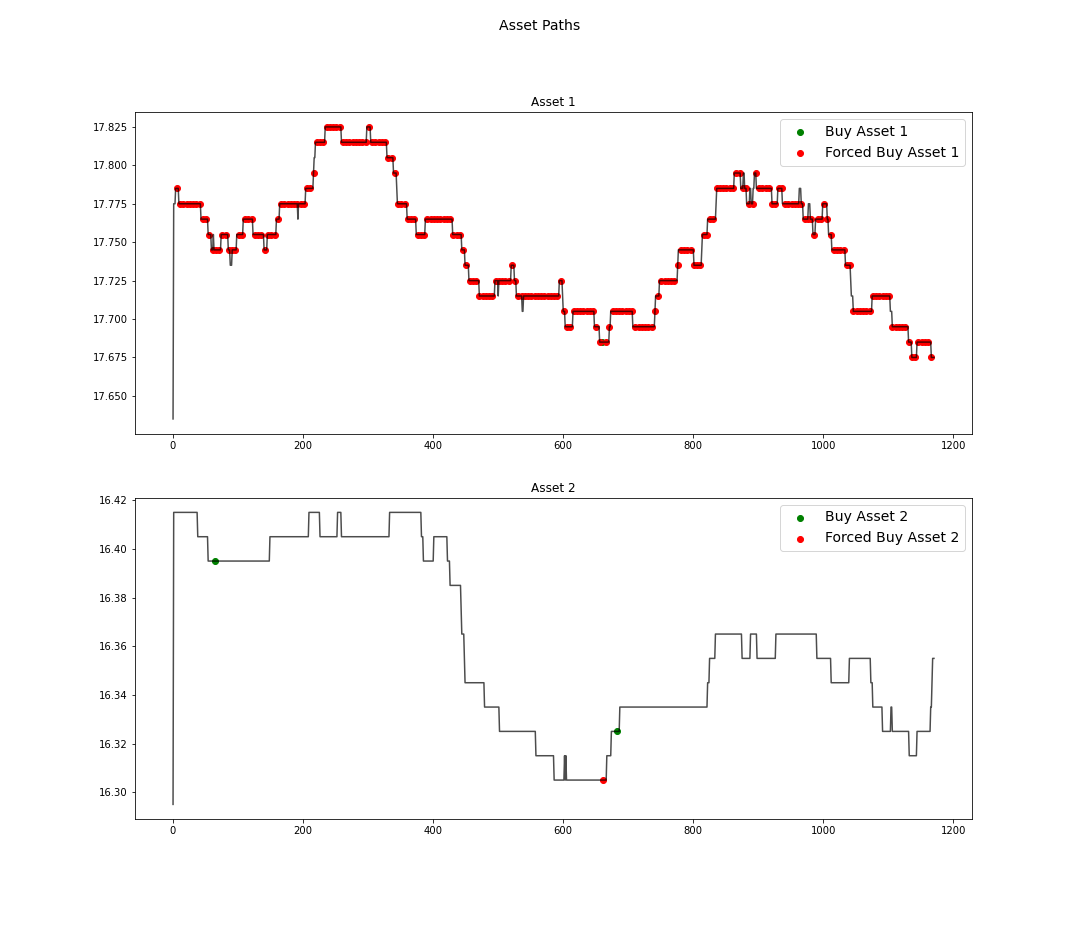 Asset Paths
Asset 1
17.825
17.800
17.775
17.750
17.725
17.700
17.675
17.650
Buy Asset 1
Forced Buy Asset 1
0 200 400 600 800 1000 1200
Asset 2
16.42
16.40
16.38
16.36
16.34
16.32
16.30
Buy Asset 2
Forced Buy Asset 2
0 200 400 600 800 1000 1200